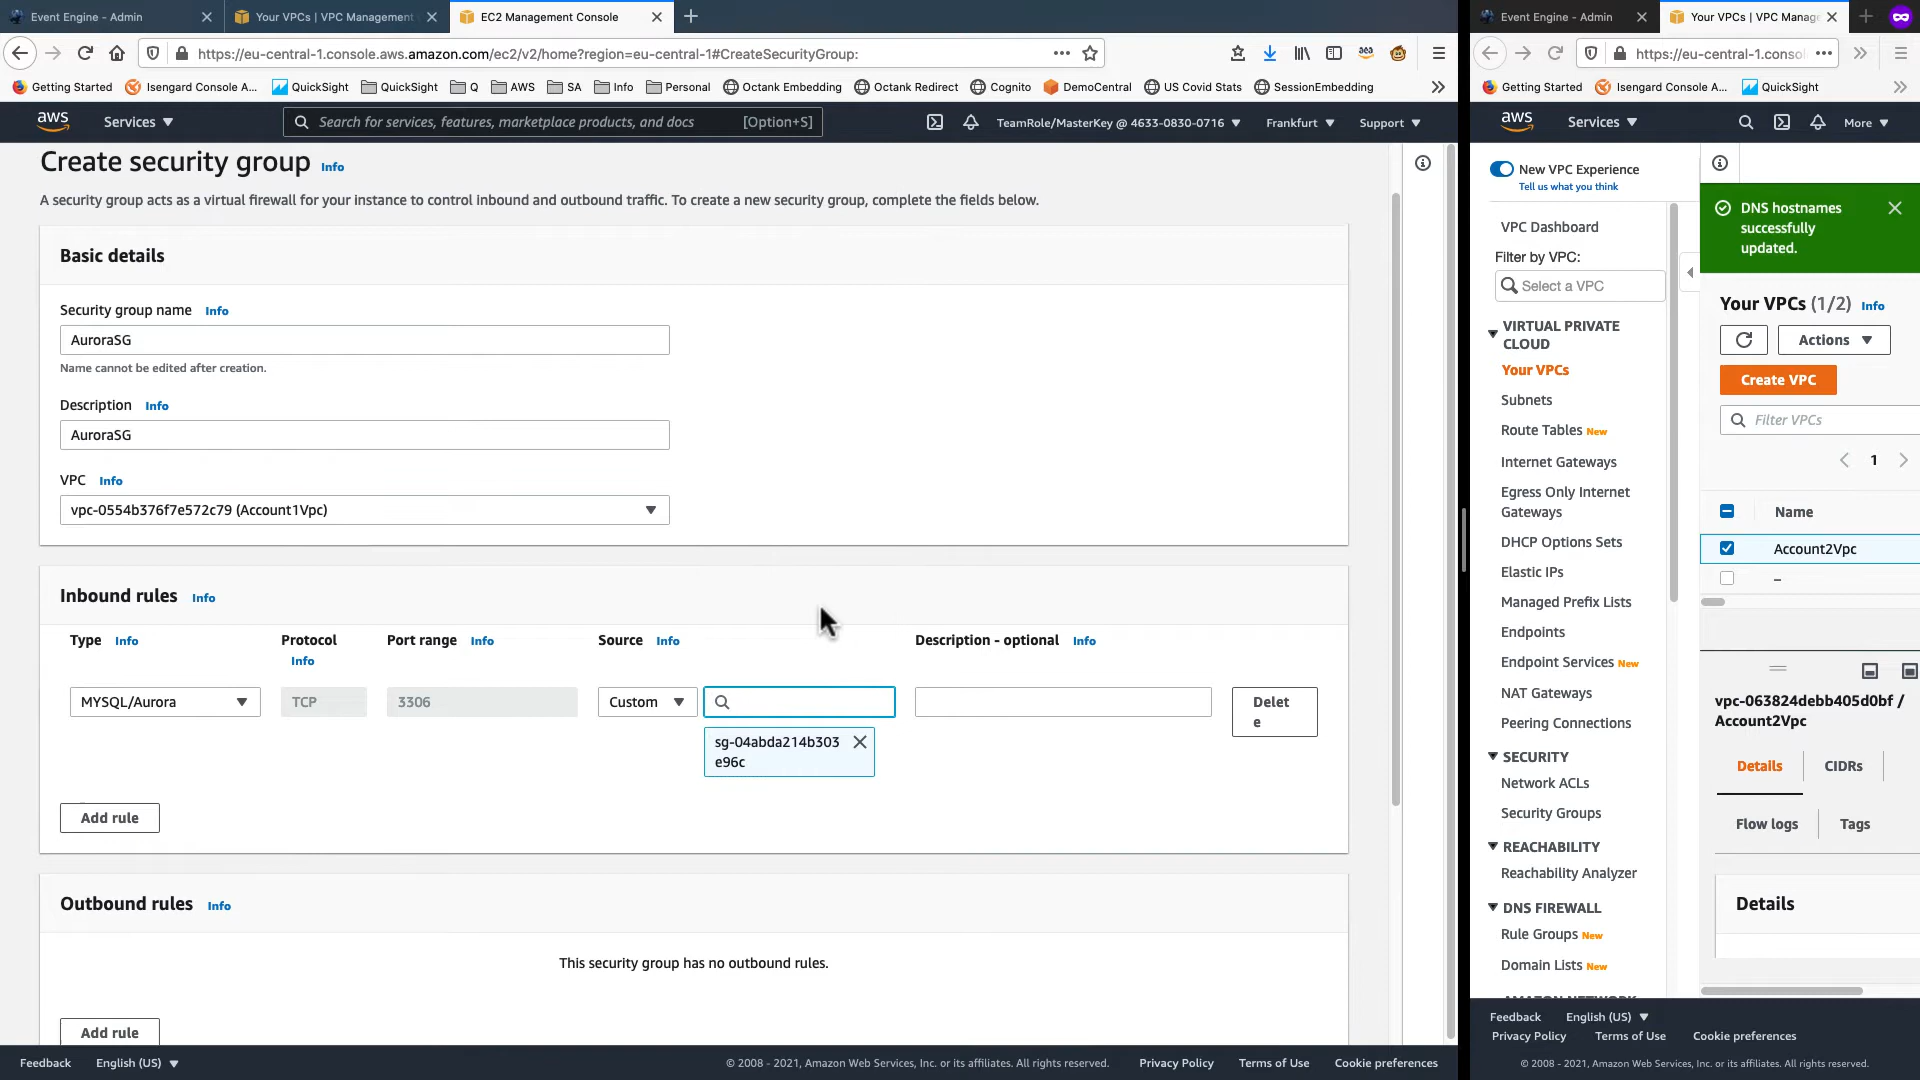 Event Engine - Admin
Your VPCs | VPC Management
EC2 Management Console
https://eu-central-1.console.aws.amazon.com/ec2/v2/home?region=eu-central-1#CreateSecurityGroup:
Getting Started
Isengard Console A...
QuickSight
QuickSight
Q
AWS
SA
Info
Personal
Octank Embedding
Octank Redirect
Cognito
DemoCentral
US Covid Stats
SessionEmbedding
aws
Services
Search for services, features, marketplace products, and docs
[Option+S]
TeamRole/MasterKey @ 4633-0830-0716
Frankfurt
Support
Create security group Info
A security group acts as a virtual firewall for your instance to control inbound and outbound traffic. To create a new security group, complete the fields below.
Basic details
Security group name Info
AuroraSG
Name cannot be edited after creation.
Description Info
AuroraSG
VPC Info
vpc-0554b376f7e572c79 (Account1Vpc)
Inbound rules Info
Type Info
Protocol
Info
Port range Info
Source Info
Description - optional Info
MYSQL/Aurora
TCP
3306
Custom
sg-04abda214b303
e96c
Delet
e
Add rule
Outbound rules Info
This security group has no outbound rules.
Add rule
Feedback
English (US)
© 2008 - 2021, Amazon Web Services, Inc. or its affiliates. All rights reserved.
Privacy Policy
Terms of Use
Cookie preferences
Event Engine - Admin
Your VPCs | VPC Manage
https://eu-central-1.consol
Getting Started
Isengard Console A...
QuickSight
aws
Services
More
New VPC Experience
Tell us what you think
VPC Dashboard
Filter by VPC:
Select a VPC
VIRTUAL PRIVATE
CLOUD
Your VPCs
Subnets
Route Tables New
Internet Gateways
Egress Only Internet
Gateways
DHCP Options Sets
Elastic IPs
Managed Prefix Lists
Endpoints
Endpoint Services New
NAT Gateways
Peering Connections
SECURITY
Network ACLs
Security Groups
REACHABILITY
Reachability Analyzer
DNS FIREWALL
Rule Groups New
Domain Lists New
DNS hostnames
successfully
updated.
Your VPCs (1/2) Info
Actions
Create VPC
Filter VPCs
1
Name
Account2Vpc
–
vpc-063824debb405d0bf /
Account2Vpc
Details
CIDRs
Flow logs
Tags
Details
Feedback
English (US)
Privacy Policy
Terms of Use
Cookie preferences
© 2008 - 2021, Amazon Web Services, Inc. or its affiliates. All rights reserved.